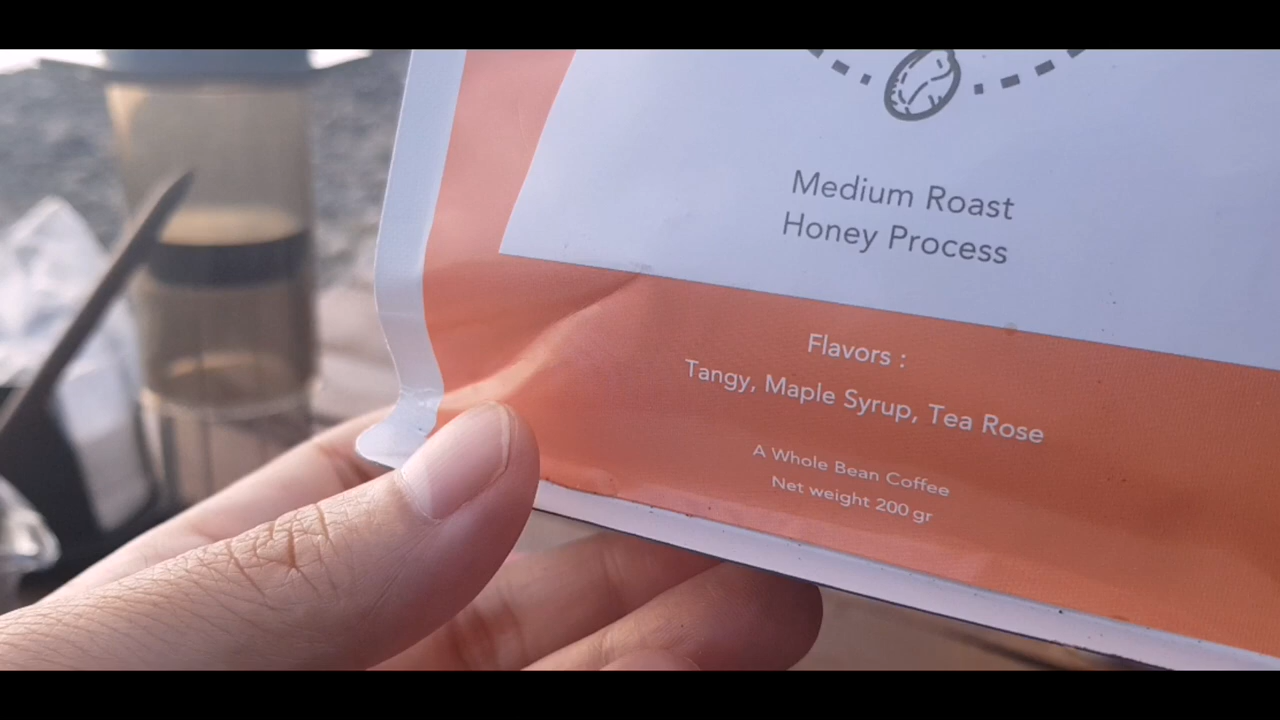 Medium Roast
Honey Process
Flavors :
Tangy, Maple Syrup, Tea Rose
A Whole Bean Coffee
Net weight 200 gr